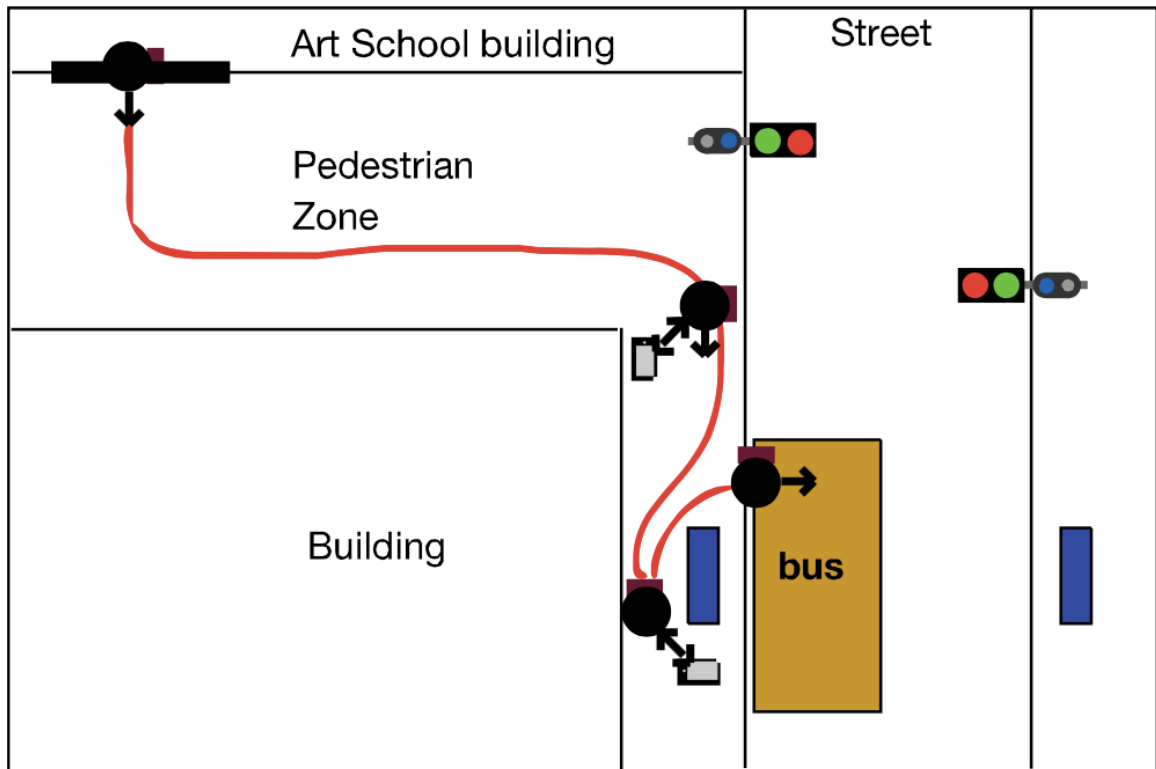 Art School building
Street
Pedestrian
Zone
Building
bus